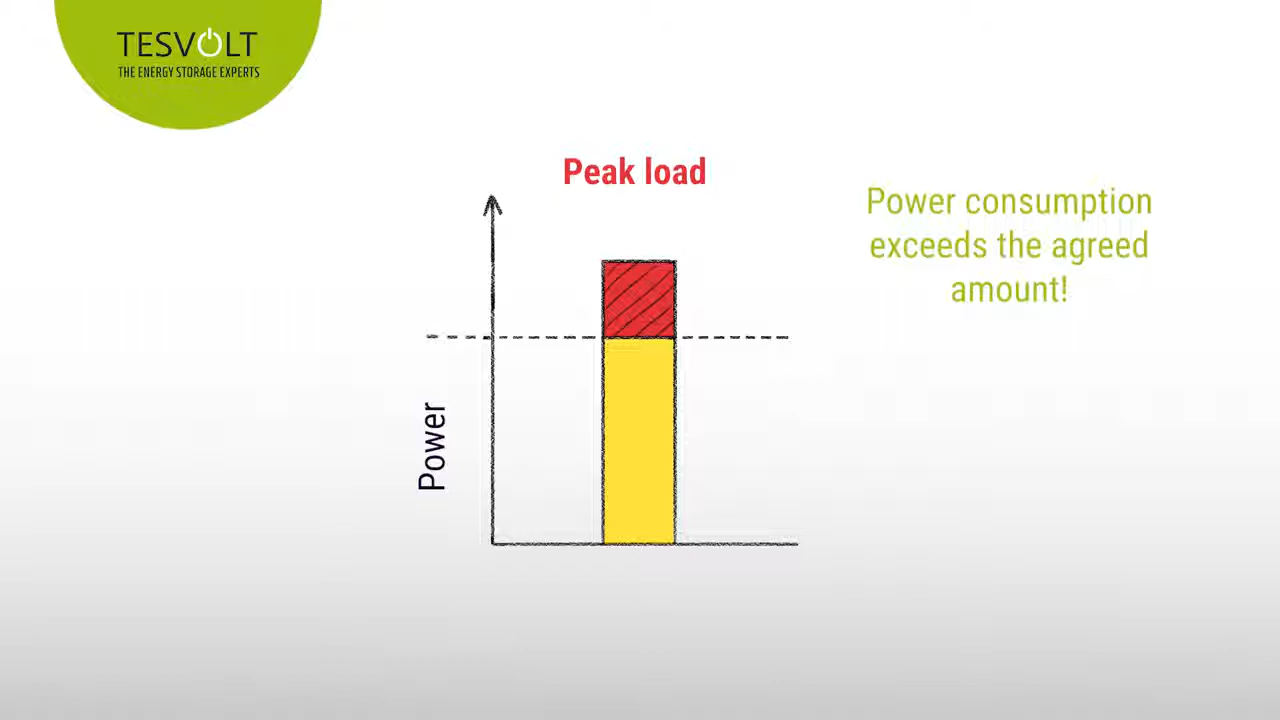 TESVOLT
THE ENERGY STORAGE EXPERTS
Peak load
Power consumption
exceeds the agreed
amount!
Power